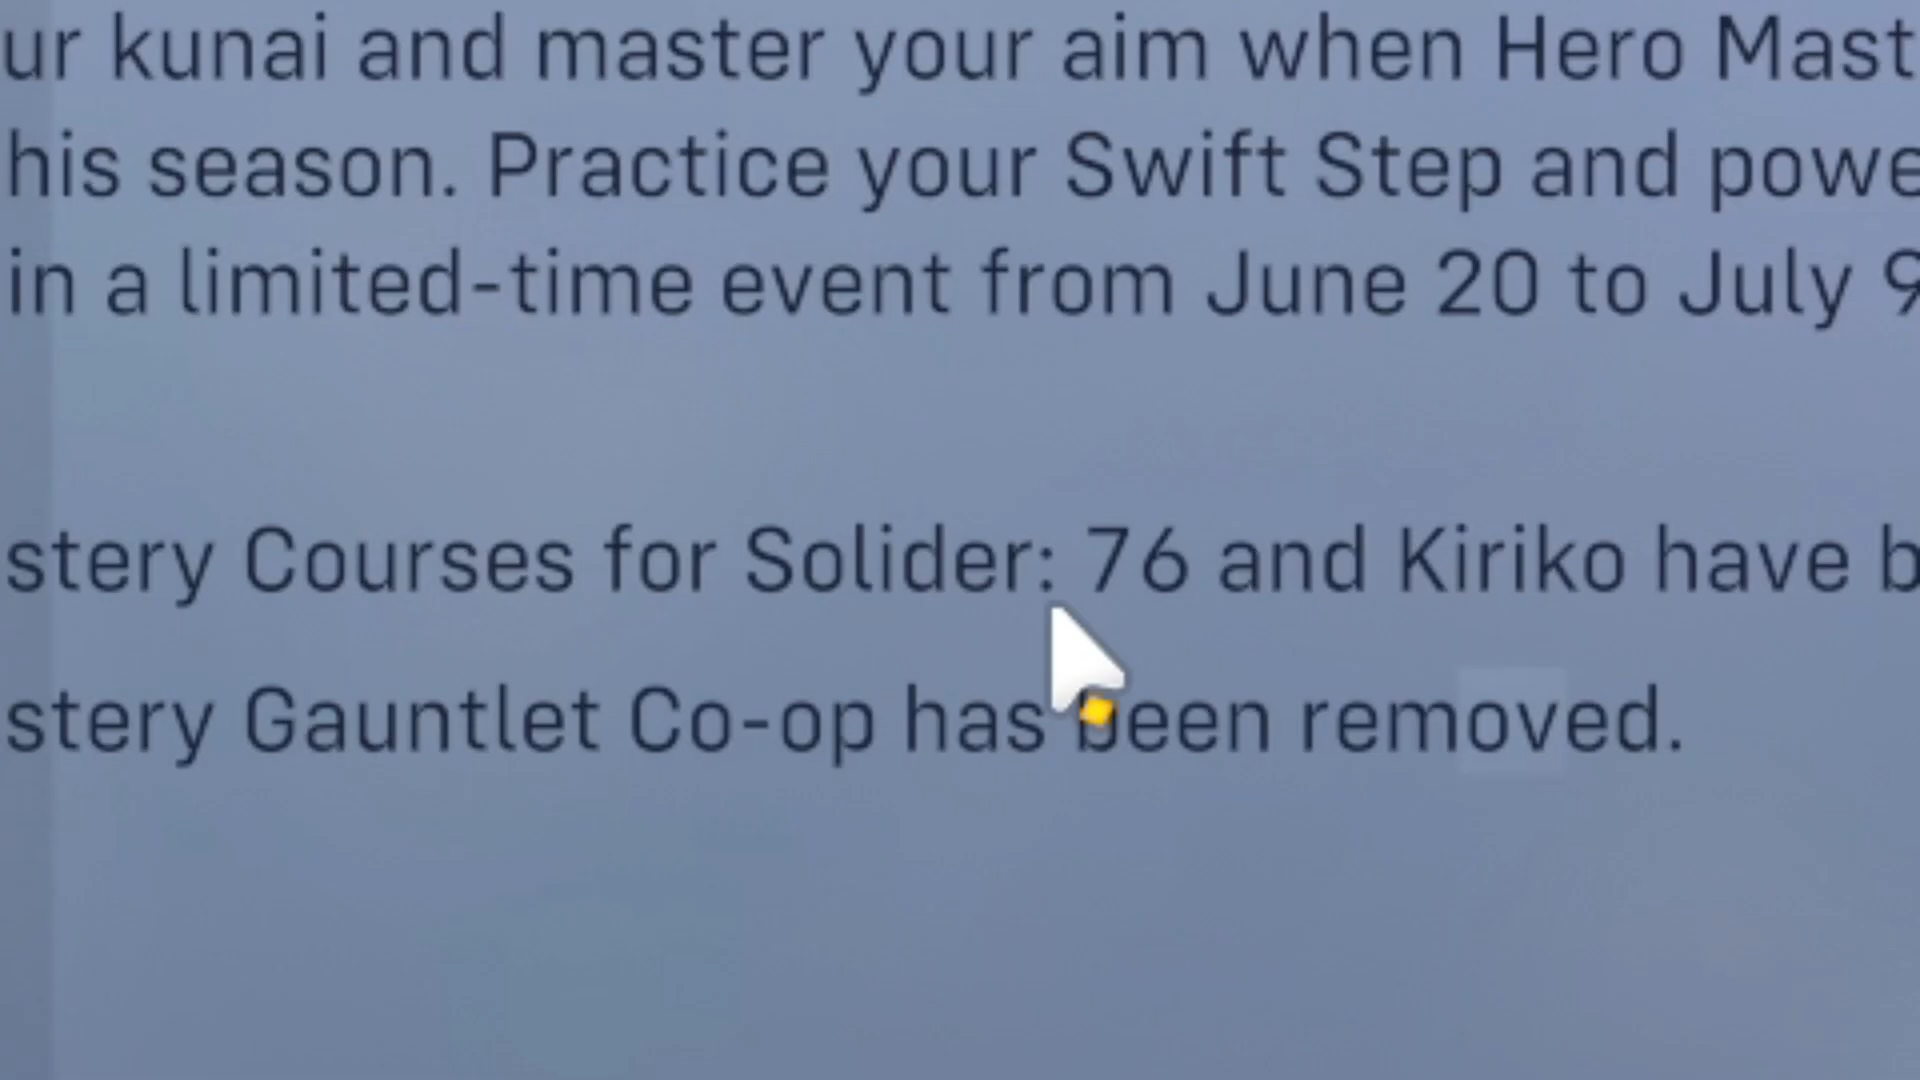 ur kunai and master your aim when Hero Mast
his season. Practice your Swift Step and powe
in a limited-time event from June 20 to July 9
stery Courses for Solider: 76 and Kiriko have b
stery Gauntlet Co-op has been removed.